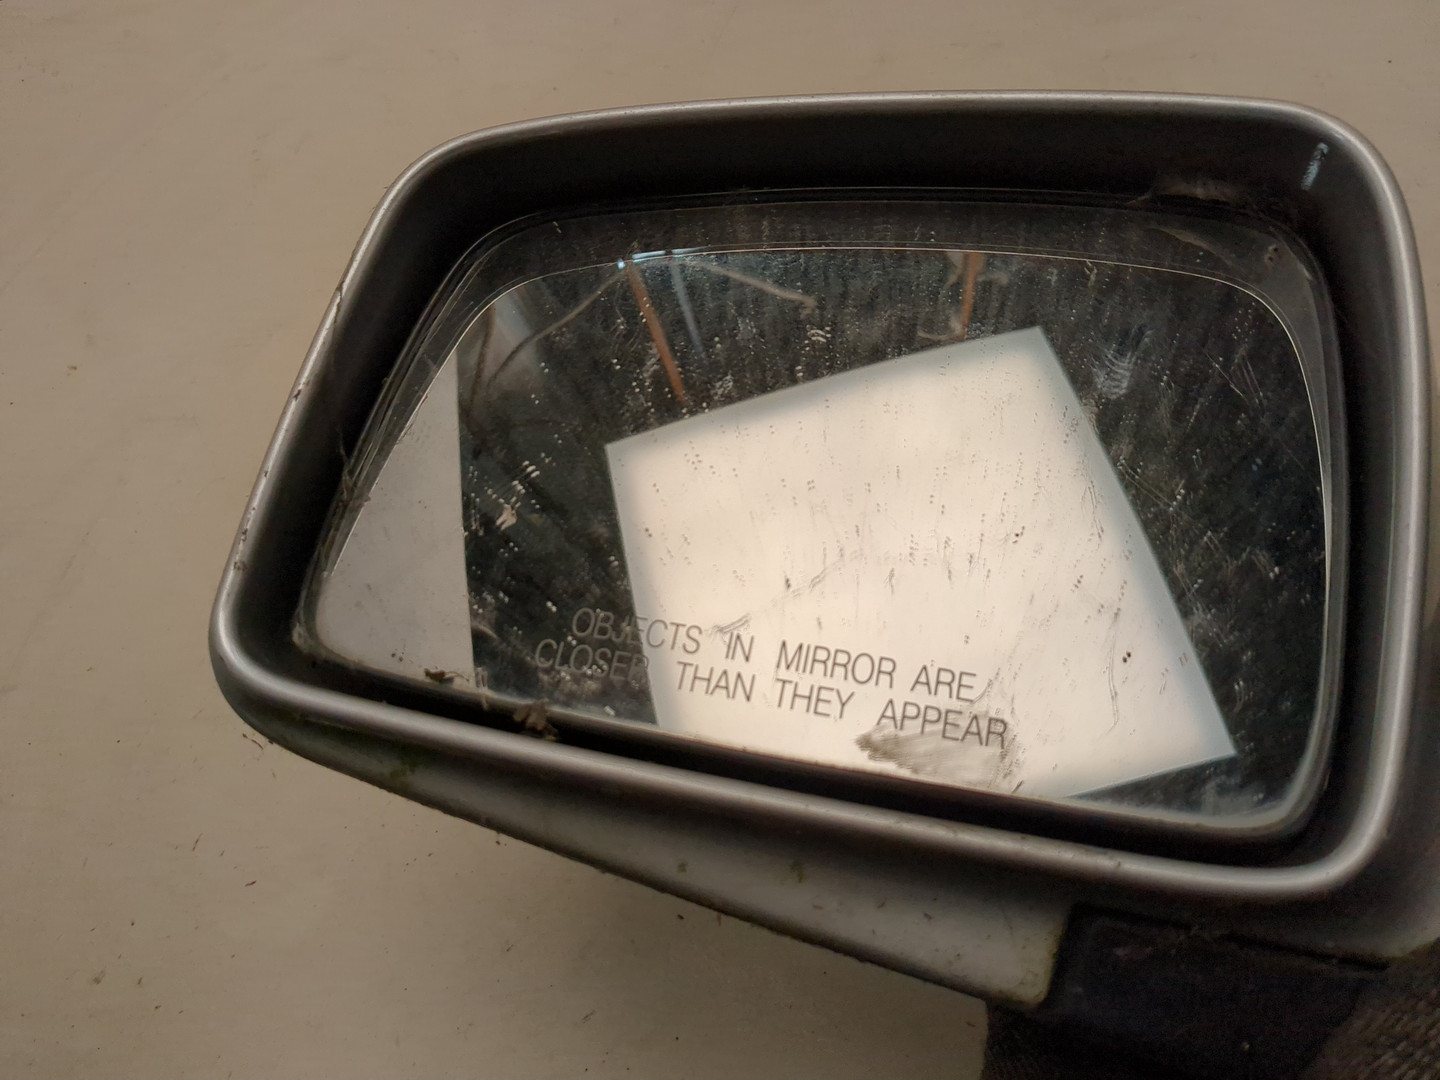 OBJECTS IN MIRROR ARE
CLOSER THAN THEY APPEAR